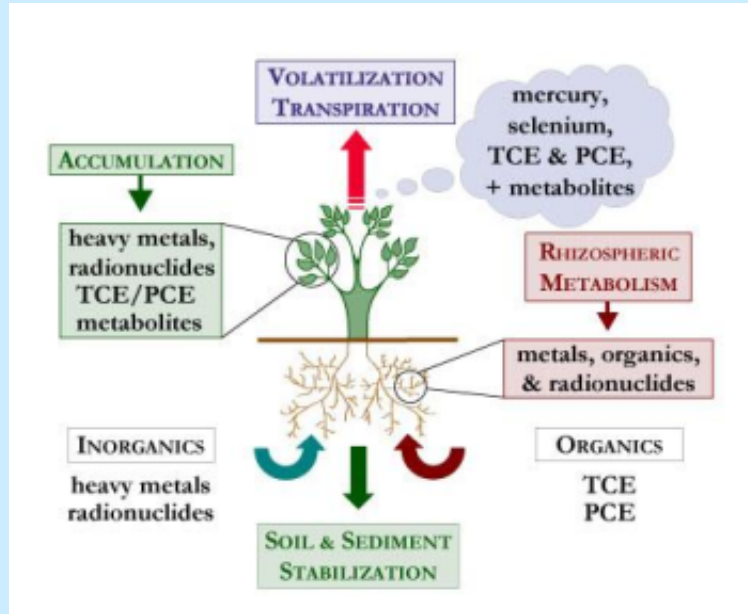 VOLATILIZATION
TRANSPIRATION
mercury,
selenium,
TCE & PCE,
+ metabolites
ACCUMULATION
heavy metals,
radionuclides
TCE/PCE
metabolites
RHIZOSPHERIC
METABOLISM
metals, organics,
& radionuclides
INORGANICS
heavy metals
radionuclides
ORGANICS
TCE
PCE
SOIL & SEDIMENT
STABILIZATION